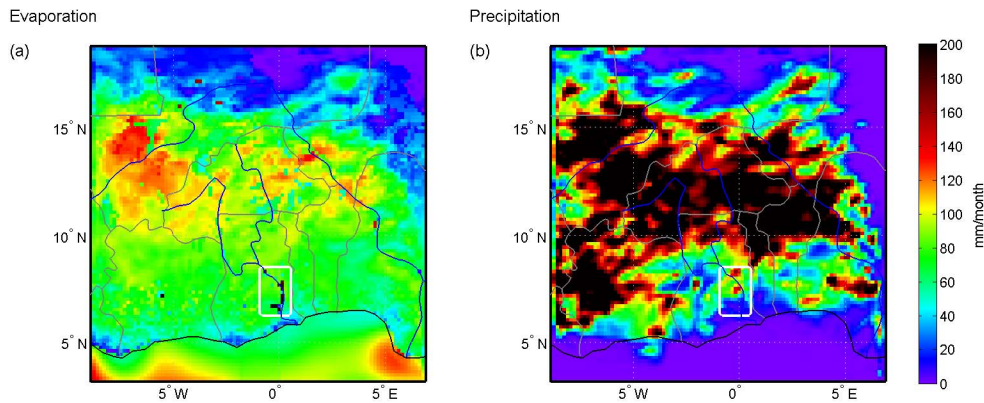 Evaporation
Precipitation
(a)
(b)
15° N
10° N
5° N
5° W
0°
5° E
15° N
10° N
5° N
5° W
0°
5° E
200
180
160
140
120
100
80
60
40
20
0
mm/month